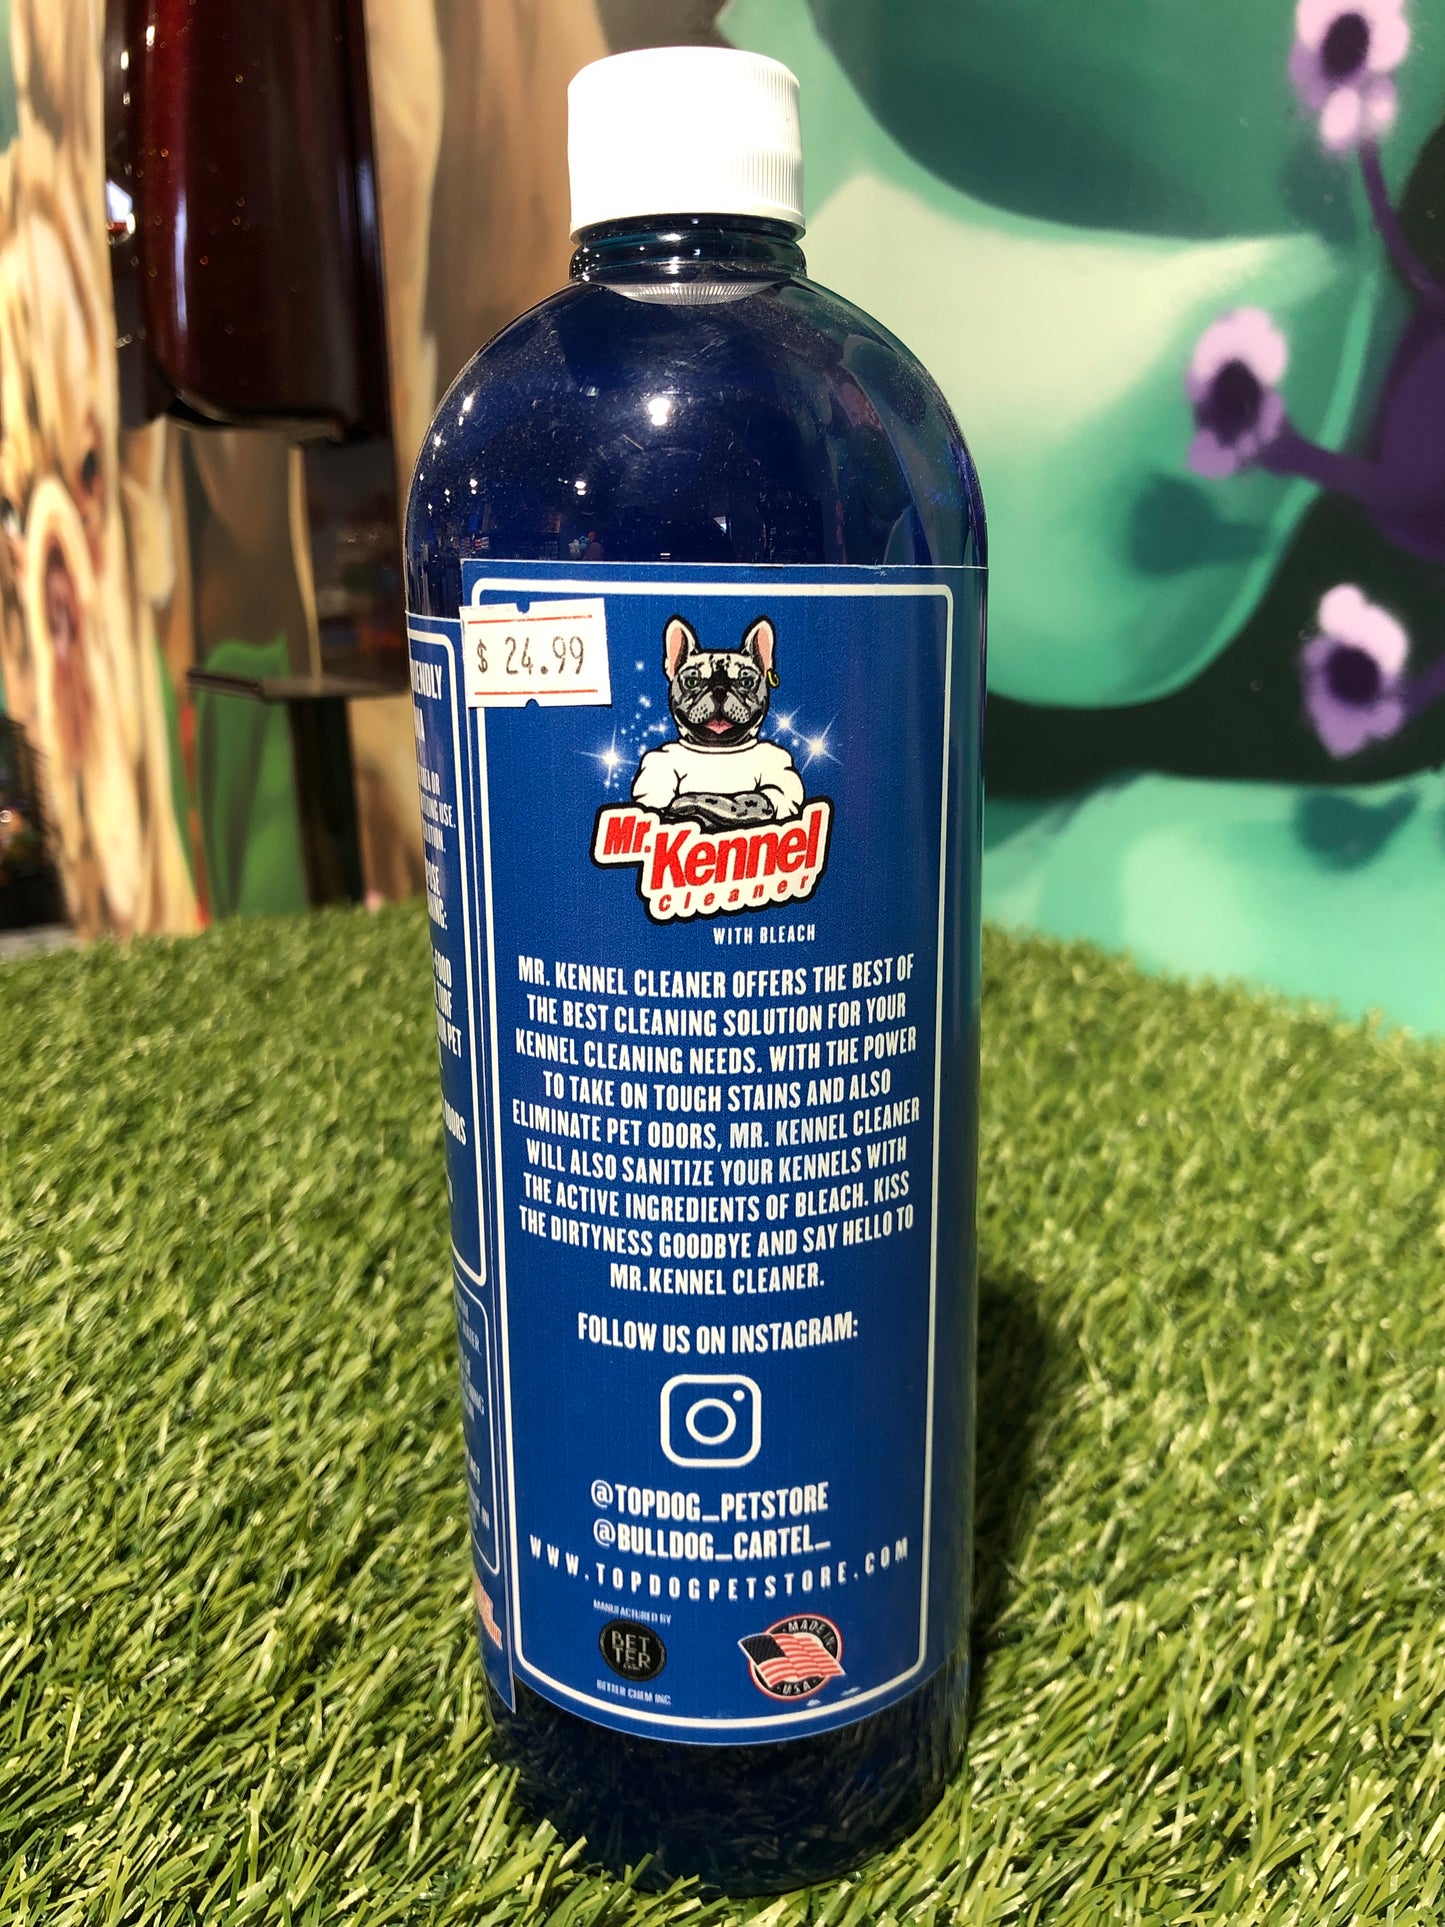 $ 24.99
Mr. Kennel
Cleaner
WITH BLEACH
MR. KENNEL CLEANER OFFERS THE BEST OF
THE BEST CLEANING SOLUTION FOR YOUR
KENNEL CLEANING NEEDS. WITH THE POWER
TO TAKE ON TOUGH STAINS AND ALSO
ELIMINATE PET ODORS, MR. KENNEL CLEANER
WILL ALSO SANITIZE YOUR KENNELS WITH
THE ACTIVE INGREDIENTS OF BLEACH. KISS
THE DIRTYNESS GOODBYE AND SAY HELLO TO
MR.KENNEL CLEANER.
FOLLOW US ON INSTAGRAM:
@TOPDOG_PETSTORE
@BULLDOG_CARTEL_
WWW.TOPDOGPETSTORE.COM
MANUFACTURED BY
BET
TER
BETTER CHEM INC.
MADE IN
U.S.A.